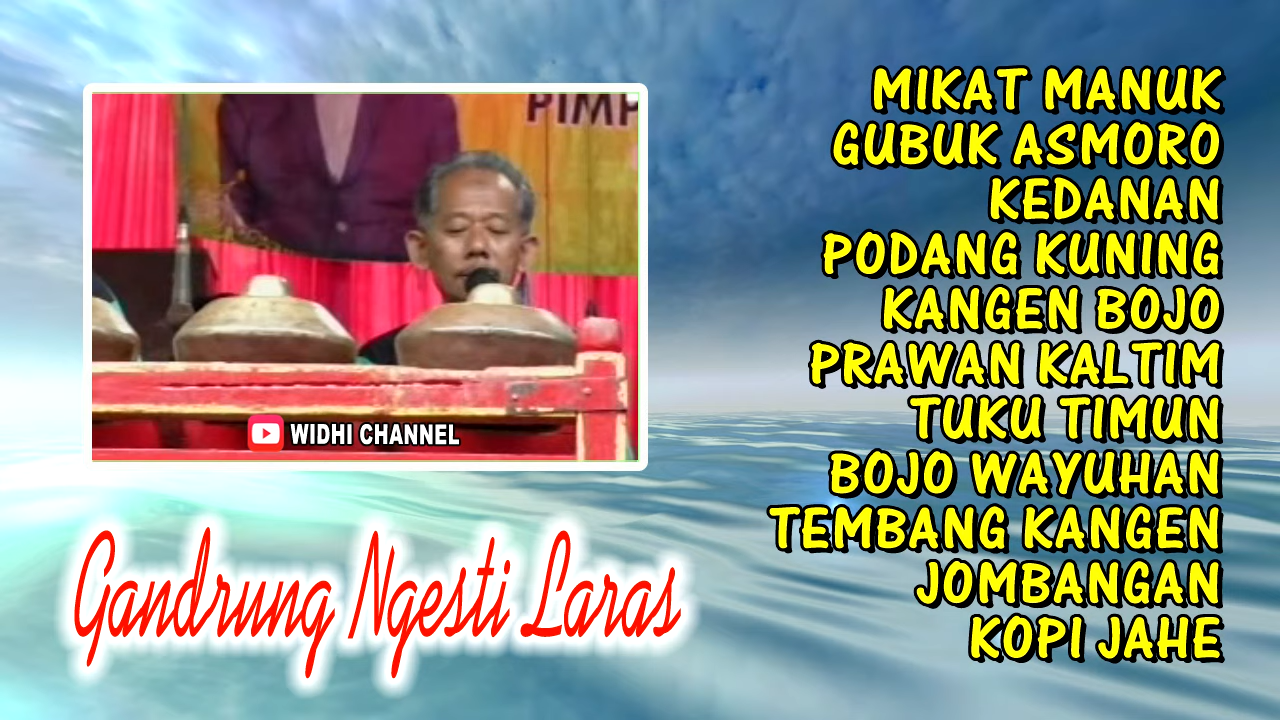 PIMP
WIDHI CHANNEL
Gandrung Ngesti Laras
MIKAT MANUK
GUBUK ASMORO
KEDANAN
PODANG KUNING
KANGEN BOJO
PRAWAN KALTIM
TUKU TIMUN
BOJO WAYUHAN
TEMBANG KANGEN
JOMBANGAN
KOPI JAHE